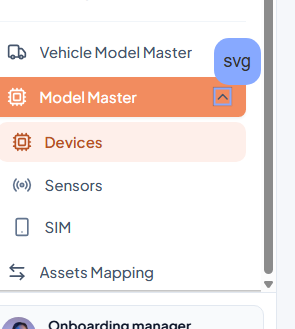 Vehicle Model Master
svg
Model Master
Devices
Sensors
SIM
Assets Mapping
Onboarding manager